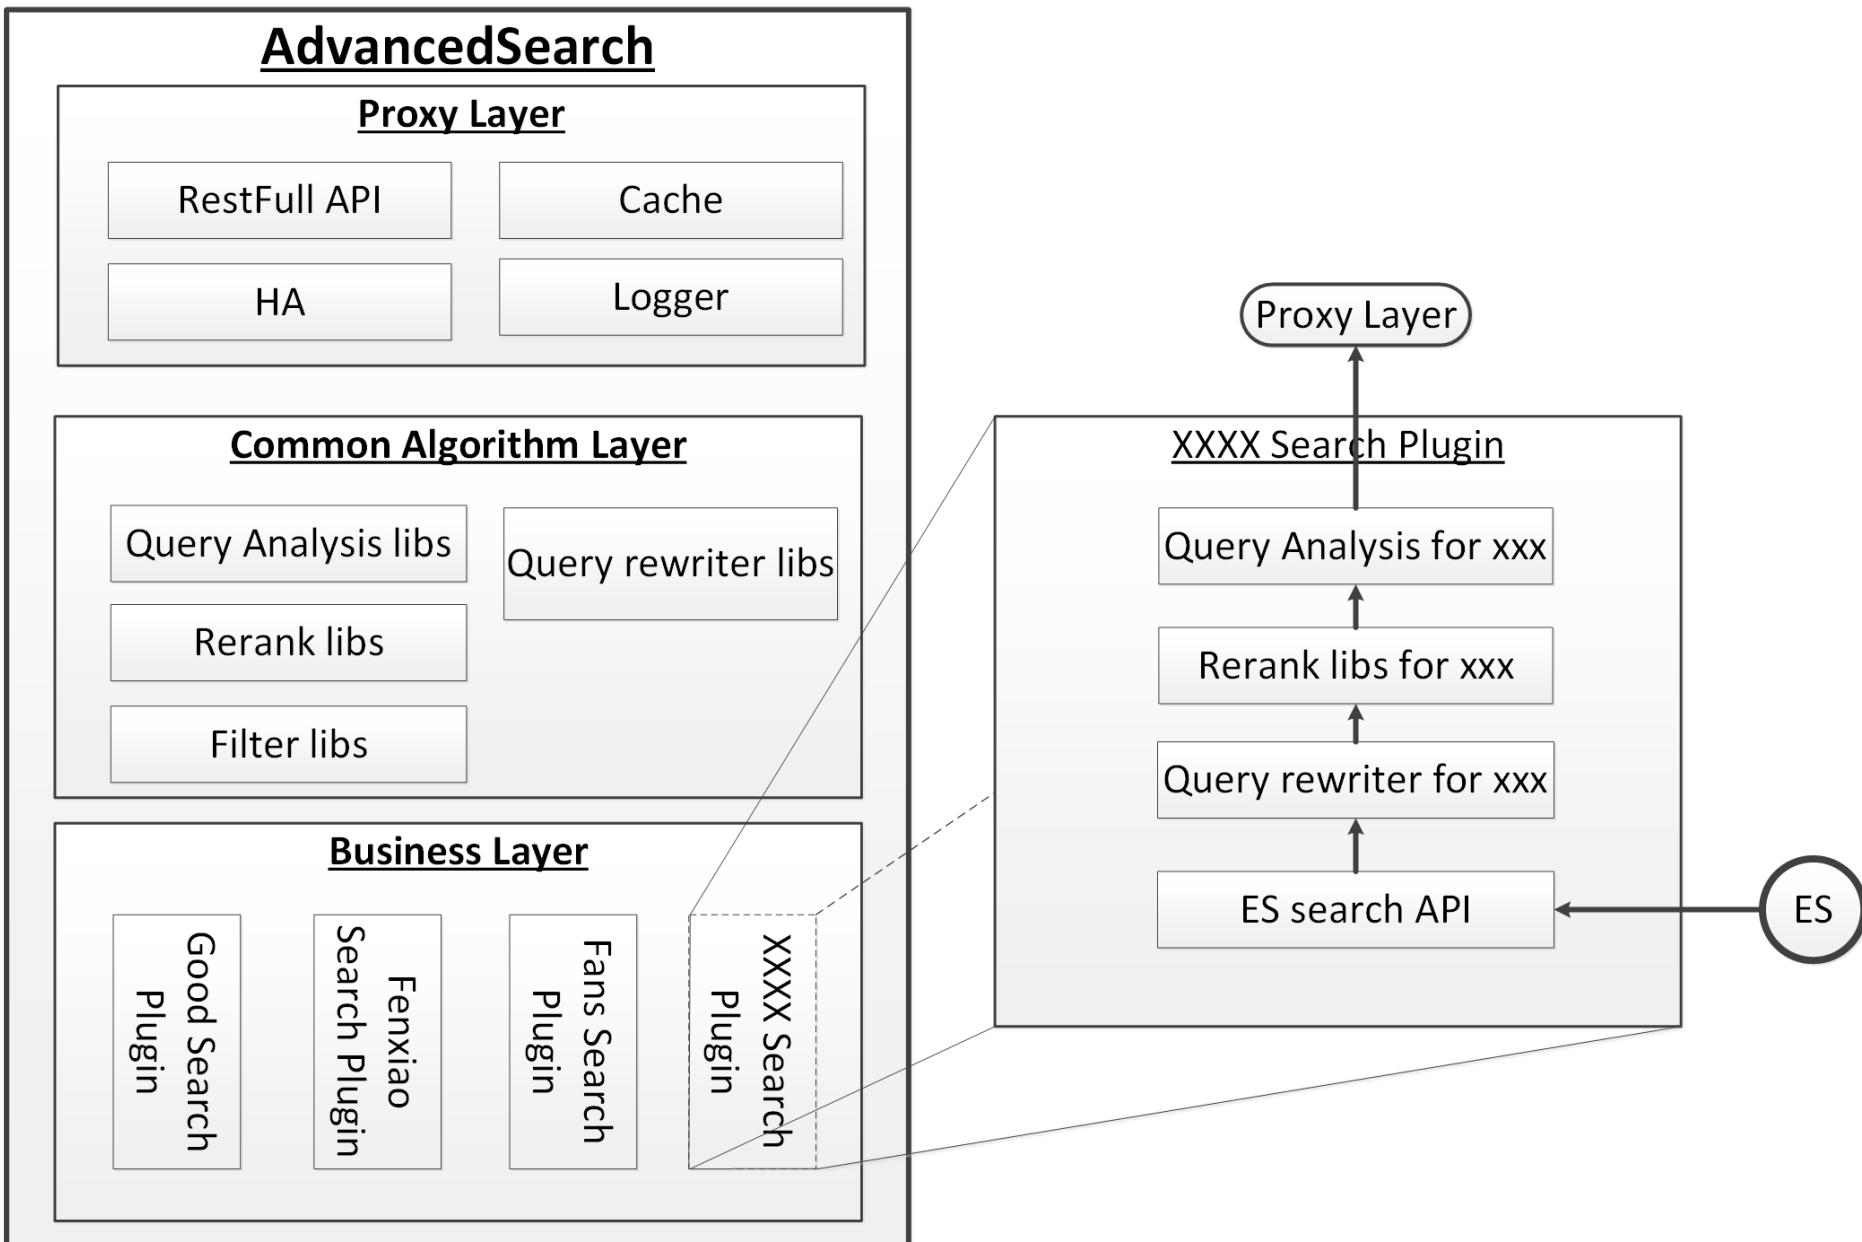 AdvancedSearch
Proxy Layer
RestFull API
Cache
HA
Logger
Common Algorithm Layer
Query Analysis libs
Query rewriter libs
Rerank libs
Filter libs
Business Layer
Good Search
Plugin
Fenxiao
Search Plugin
Fans Search
Plugin
XXXX Search
Plugin
Proxy Layer
XXXX Search Plugin
Query Analysis for xxx
Rerank libs for xxx
Query rewriter for xxx
ES search API
ES